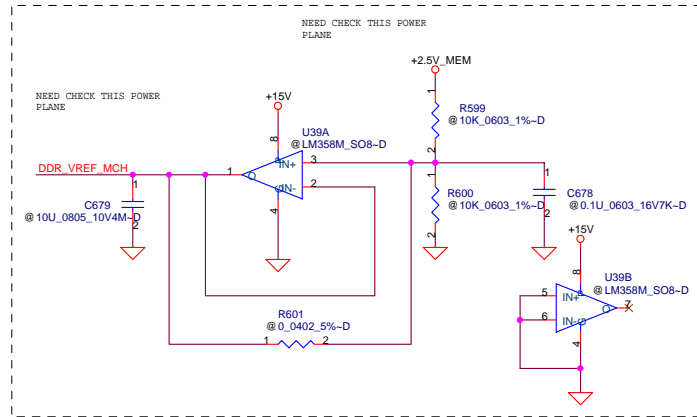 NEED CHECK THIS POWER
PLANE
+2.5V_MEM
NEED CHECK THIS POWER
PLANE
+15V
1
R599
@10K_0603_1%~D
2
U39A
@LM358M_SO8~D
8
P
IN+
3
1
O
IN-
2
G
4
DDR_VREF_MCH
1
C679
@10U_0805_10V4M~D
2
1
R600
@10K_0603_1%~D
2
1
C678
@0.1U_0603_16V7K~D
2
+15V
U39B
@LM358M_SO8~D
8
P
5
IN+
O
7
6
IN-
G
4
R601
@0_0402_5%~D
1
2